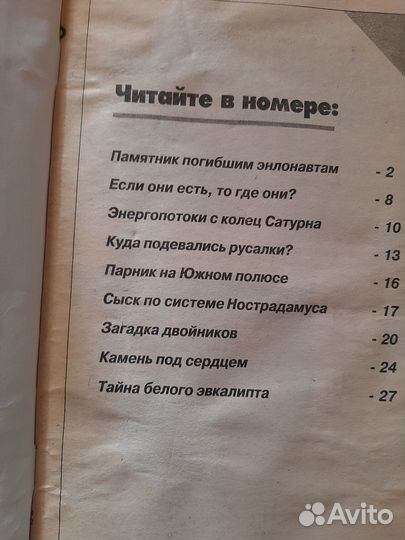 Читайте в номере:
Памятник погибшим энлонавтам - 2
Если они есть, то где они? - 8
Энергопотоки с колец Сатурна - 10
Куда подевались русалки? - 13
Парник на Южном полюсе - 16
Сыск по системе Нострадамуса - 17
Загадка двойников - 20
Камень под сердцем - 24
Тайна белого эвкалипта - 27
Avito